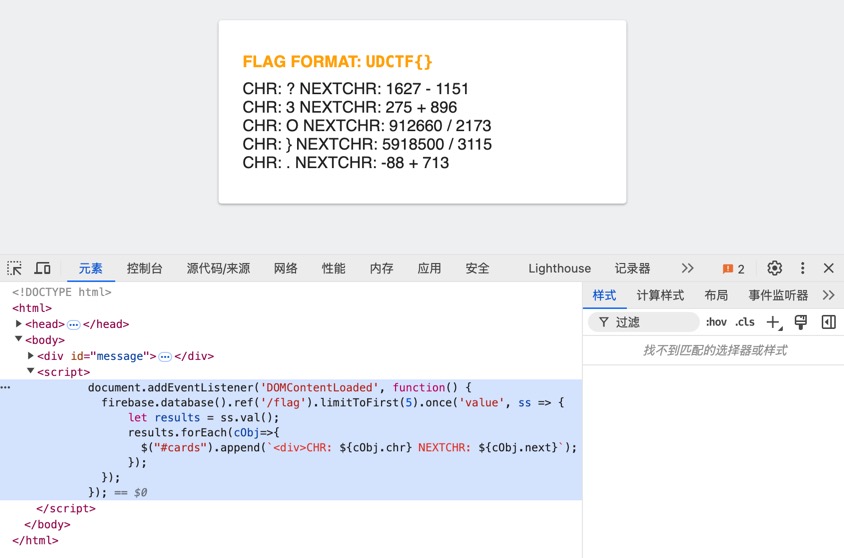 FLAG FORMAT: UDCTF{}
CHR: ? NEXTCHR: 1627 - 1151
CHR: 3 NEXTCHR: 275 + 896
CHR: O NEXTCHR: 912660 / 2173
CHR: } NEXTCHR: 5918500 / 3115
CHR: . NEXTCHR: -88 + 713
元素 控制台 源代码/来源 网络 性能 内存 应用 安全 Lighthouse 记录器 2
<!DOCTYPE html>
<html>
<head> ⋯ </head>
<body>
<div id="message"> ⋯ </div>
<script>
document.addEventListener('DOMContentLoaded', function() {
firebase.database().ref('/flag').limitToFirst(5).once('value', ss => {
let results = ss.val();
results.forEach(cObj=>{
$("#cards").append(`<div>CHR: ${cObj.chr} NEXTCHR: ${cObj.next}`);
});
});
}); == $0
</script>
</body>
</html>
样式 计算样式 布局 事件监听器
过滤 :hov .cls
找不到匹配的选择器或样式